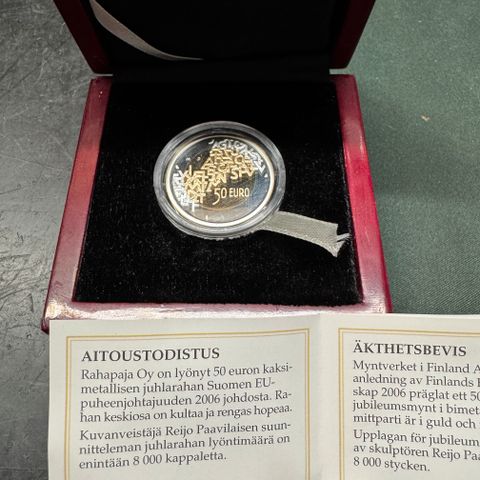 50 EURO
AITOUSTODISTUS
Rahapaja Oy on lyönyt 50 euron kaksi-
metallisen juhlarahan Suomen EU-
puheenjohtajuuden 2006 johdosta. Ra-
han keskiosa on kultaa ja rengas hopeaa.
Kuvanveistäjä Reijo Paavilaisen suun-
nitteleman juhlarahan lyöntimäärä on
enintään 8 000 kappaletta.
ÄKTHETSBEVIS
Myntverket i Finland A
anledning av Finlands E
skap 2006 präglat ett 50
jubileumsmynt i bimeta
mittparti är i guld och i
Upplagan för jubileum
av skulptören Reijo Paa
8 000 stycken.